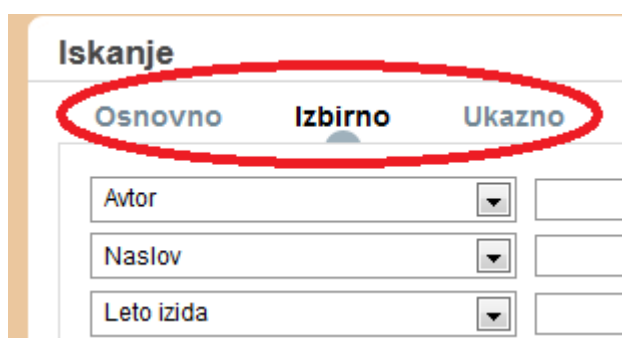 Iskanje
Osnovno Izbirno Ukazno
Avtor
Naslov
Leto izida